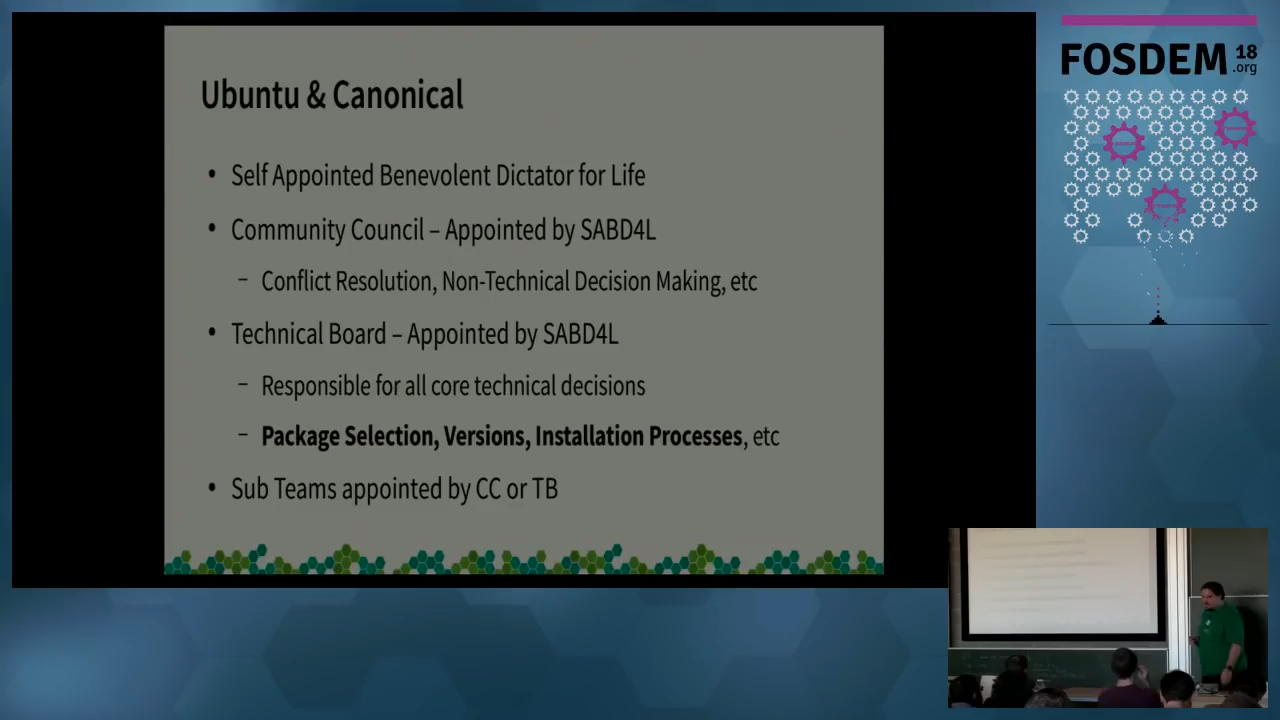 Ubuntu & Canonical
• Self Appointed Benevolent Dictator for Life
• Community Council – Appointed by SABD4L
– Conflict Resolution, Non-Technical Decision Making, etc
• Technical Board – Appointed by SABD4L
– Responsible for all core technical decisions
– Package Selection, Versions, Installation Processes, etc
• Sub Teams appointed by CC or TB
FOSDEM 18
.org